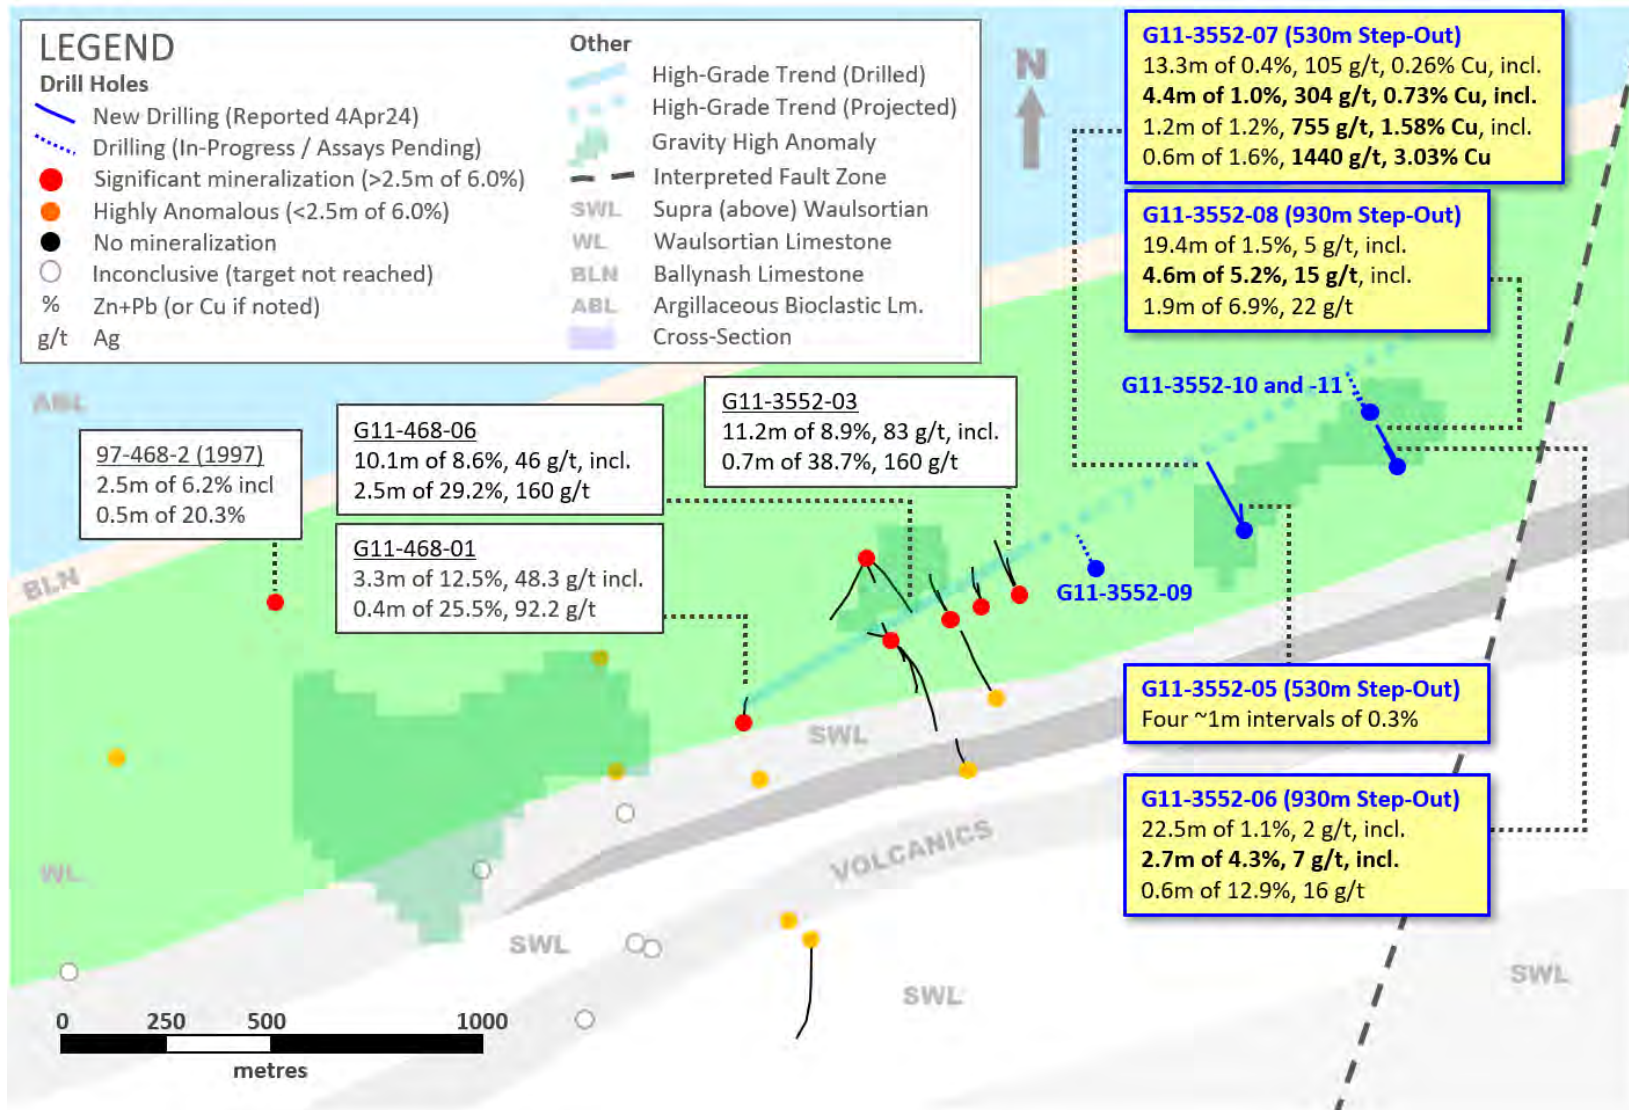 LEGEND
Drill Holes
New Drilling (Reported 4Apr24)
Drilling (In-Progress / Assays Pending)
Significant mineralization (>2.5m of 6.0%)
Highly Anomalous (<2.5m of 6.0%)
No mineralization
Inconclusive (target not reached)
% Zn+Pb (or Cu if noted)
g/t Ag
Other
High-Grade Trend (Drilled)
High-Grade Trend (Projected)
Gravity High Anomaly
Interpreted Fault Zone
SWL Supra (above) Waulsortian
WL Waulsortian Limestone
BLN Ballynash Limestone
ABL Argillaceous Bioclastic Lm.
Cross-Section
N
G11-3552-07 (530m Step-Out)
13.3m of 0.4%, 105 g/t, 0.26% Cu, incl.
4.4m of 1.0%, 304 g/t, 0.73% Cu, incl.
1.2m of 1.2%, 755 g/t, 1.58% Cu, incl.
0.6m of 1.6%, 1440 g/t, 3.03% Cu
G11-3552-08 (930m Step-Out)
19.4m of 1.5%, 5 g/t, incl.
4.6m of 5.2%, 15 g/t, incl.
1.9m of 6.9%, 22 g/t
G11-3552-10 and -11
ABL
97-468-2 (1997)
2.5m of 6.2% incl
0.5m of 20.3%
G11-468-06
10.1m of 8.6%, 46 g/t, incl.
2.5m of 29.2%, 160 g/t
G11-3552-03
11.2m of 8.9%, 83 g/t, incl.
0.7m of 38.7%, 160 g/t
G11-468-01
3.3m of 12.5%, 48.3 g/t incl.
0.4m of 25.5%, 92.2 g/t
BLN
G11-3552-09
G11-3552-05 (530m Step-Out)
Four ~1m intervals of 0.3%
SWL
G11-3552-06 (930m Step-Out)
22.5m of 1.1%, 2 g/t, incl.
2.7m of 4.3%, 7 g/t, incl.
0.6m of 12.9%, 16 g/t
VOLCANICS
WL
SWL
SWL
SWL
0 250 500 1000
metres